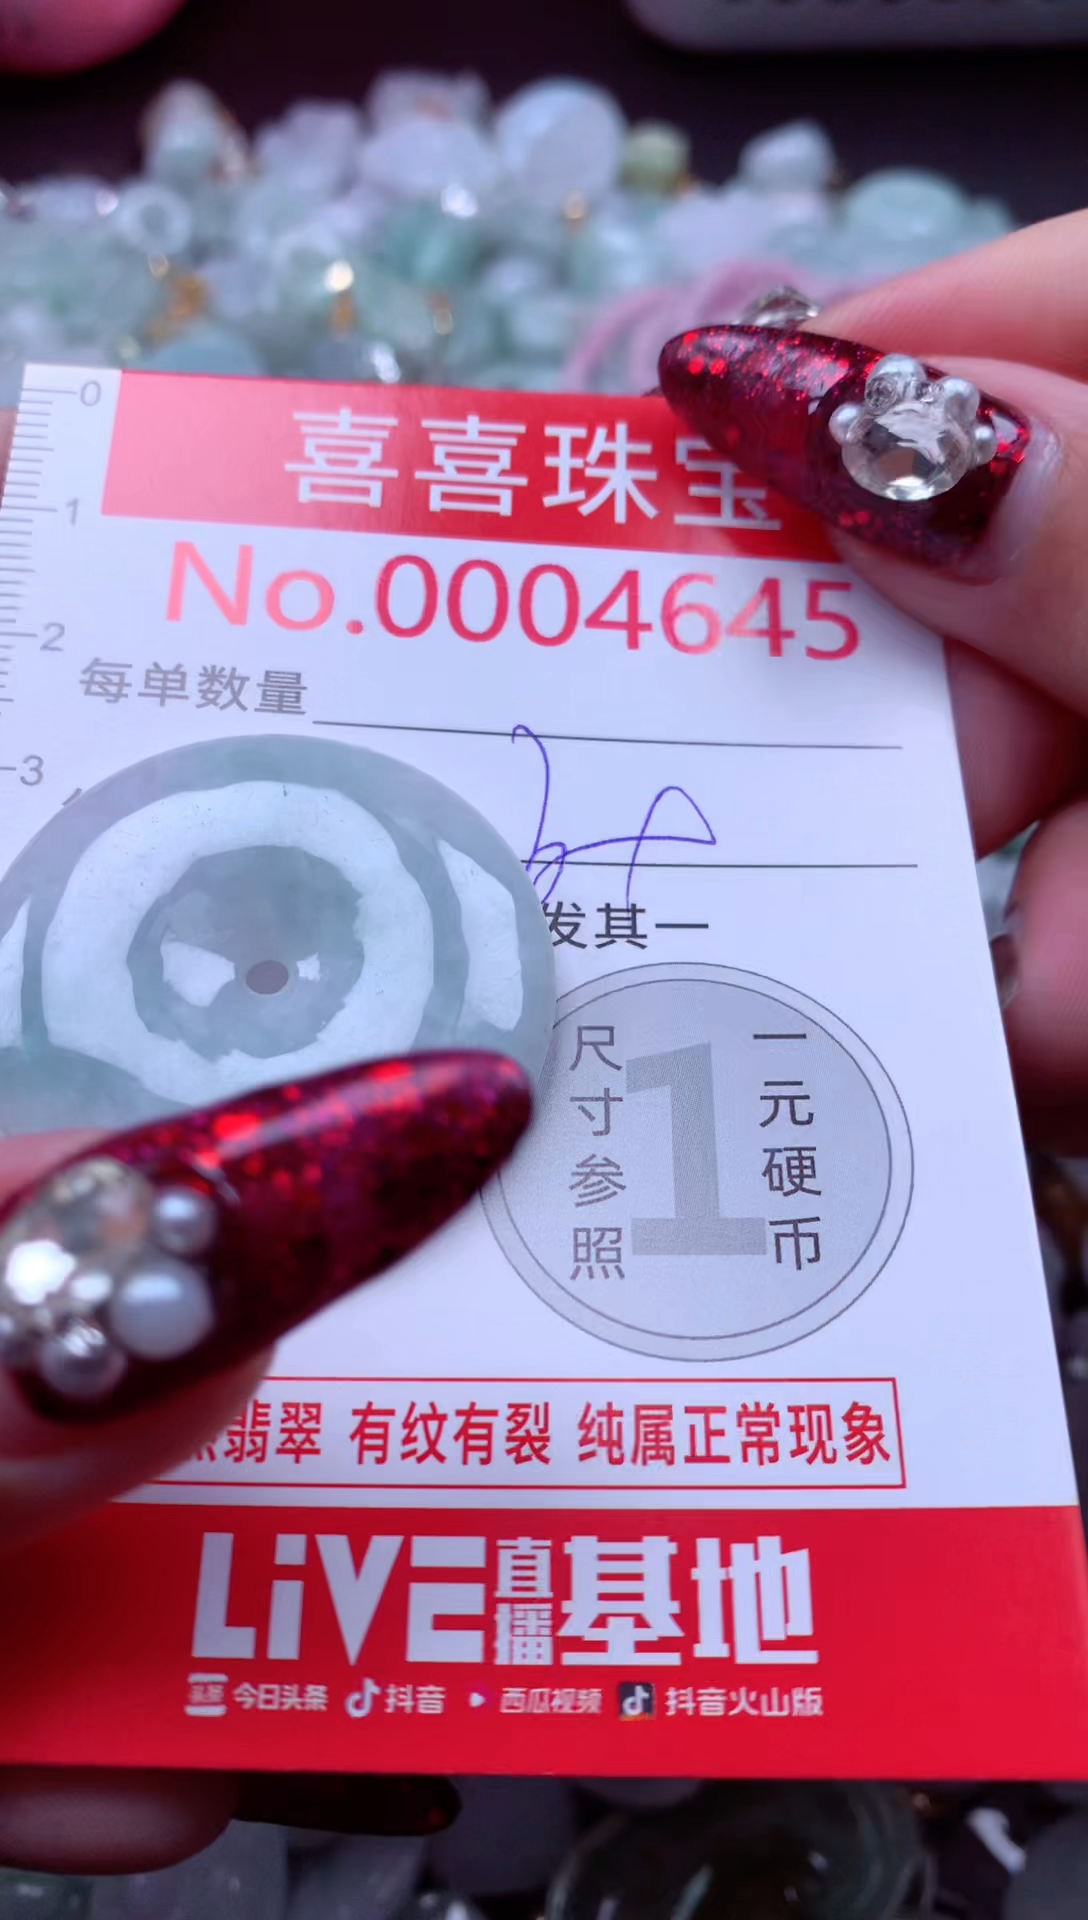 0
喜喜珠宝
1
No.0004645
2
每单数量
3
发其一
尺寸参照
1
一元硬币
翡翠 有纹有裂 纯属正常现象
LiVE直播基地
头条 今日头条 抖音 西瓜视频 抖音火山版